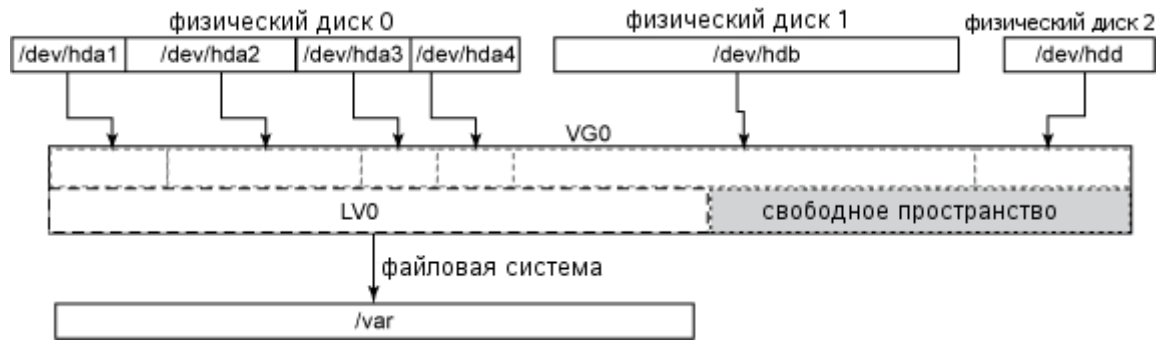 физический диск 0
физический диск 1
физический диск 2
/dev/hda1
/dev/hda2
/dev/hda3
/dev/hda4
/dev/hdb
/dev/hdd
VG0
LV0
свободное пространство
файловая система
/var